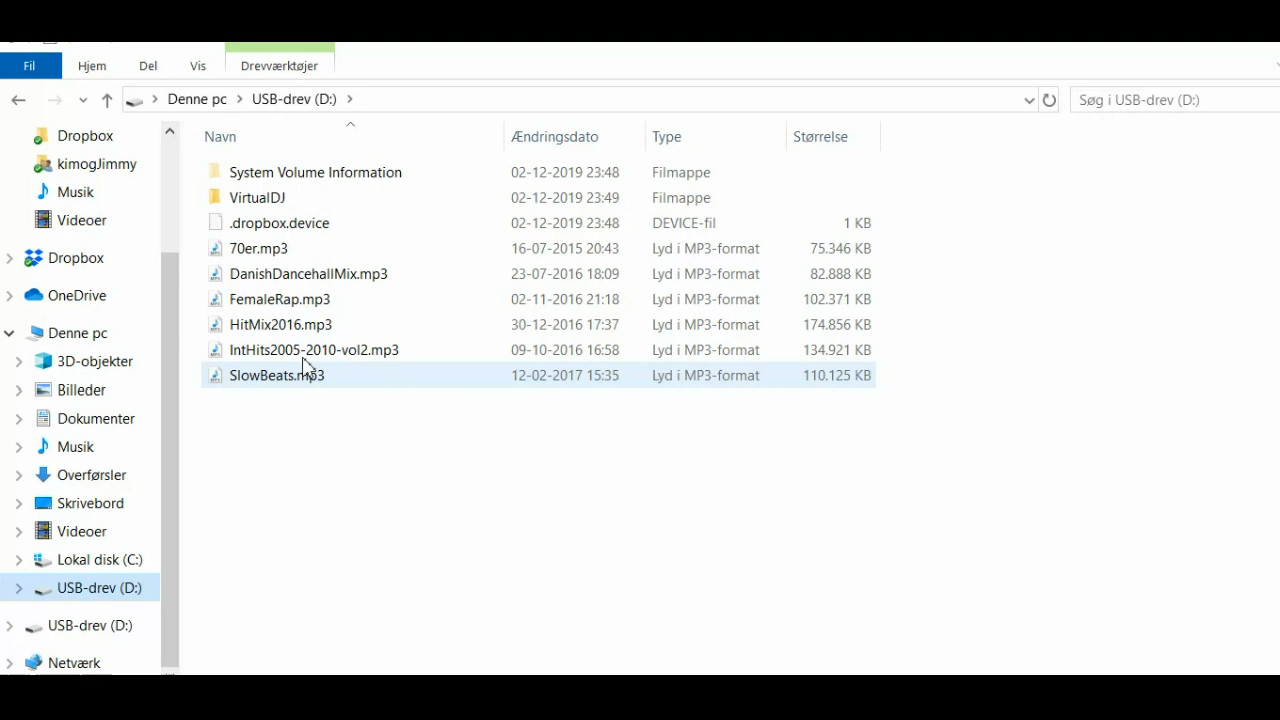 Fil Hjem Del Vis Drevværktøjer
Denne pc USB-drev (D:) Søg i USB-drev (D:)
Dropbox
kimogJimmy
Musik
Videoer
Dropbox
OneDrive
Denne pc
3D-objekter
Billeder
Dokumenter
Musik
Overførsler
Skrivebord
Videoer
Lokal disk (C:)
USB-drev (D:)
USB-drev (D:)
Netværk
Navn Ændringsdato Type Størrelse
System Volume Information 02-12-2019 23:48 Filmappe
VirtualDJ 02-12-2019 23:49 Filmappe
.dropbox.device 02-12-2019 23:48 DEVICE-fil 1 KB
70er.mp3 16-07-2015 20:43 Lyd i MP3-format 75.346 KB
DanishDancehallMix.mp3 23-07-2016 18:09 Lyd i MP3-format 82.888 KB
FemaleRap.mp3 02-11-2016 21:18 Lyd i MP3-format 102.371 KB
HitMix2016.mp3 30-12-2016 17:37 Lyd i MP3-format 174.856 KB
IntHits2005-2010-vol2.mp3 09-10-2016 16:58 Lyd i MP3-format 134.921 KB
SlowBeats.mp3 12-02-2017 15:35 Lyd i MP3-format 110.125 KB